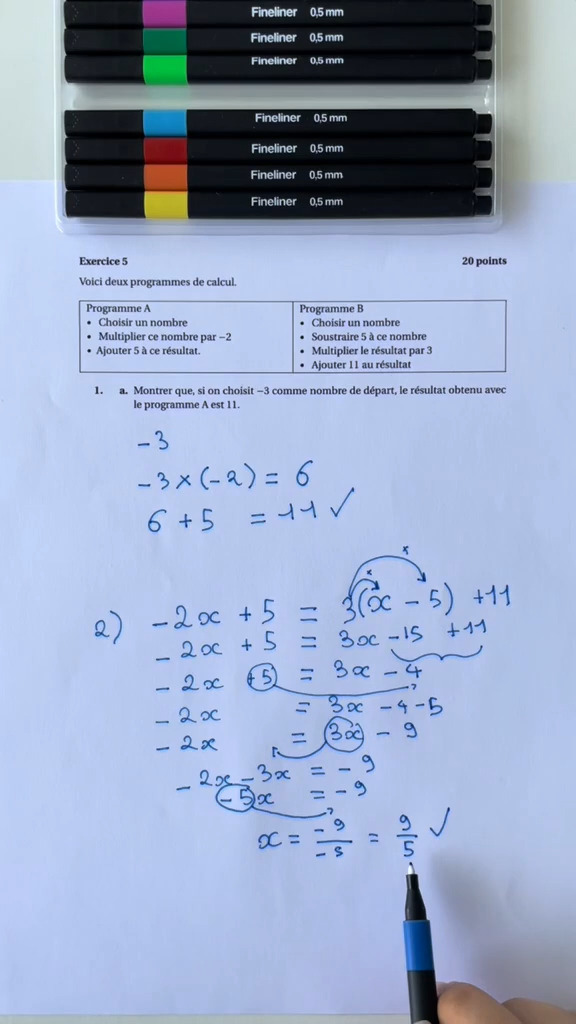 Fineliner 0,5 mm
Fineliner 0,5 mm
Fineliner 0,5 mm
Fineliner 0,5 mm
Fineliner 0,5 mm
Fineliner 0,5 mm
Fineliner 0,5 mm
Exercice 5 20 points
Voici deux programmes de calcul.
Programme A
• Choisir un nombre
• Multiplier ce nombre par −2
• Ajouter 5 à ce résultat.
Programme B
• Choisir un nombre
• Soustraire 5 à ce nombre
• Multiplier le résultat par 3
• Ajouter 11 au résultat
1. a. Montrer que, si on choisit −3 comme nombre de départ, le résultat obtenu avec
le programme A est 11.
-3
-3 × (-2) = 6
6 + 5 = 11 ✓
x x
2) -2x + 5 = 3(x - 5) + 11
-2x + 5 = 3x - 15 + 11
-2x +5 = 3x - 4
-2x = 3x - 4 - 5
-2x = 3x - 9
-2x - 3x = -9
-5x = -9
x = -9/-5 = 9/5 ✓